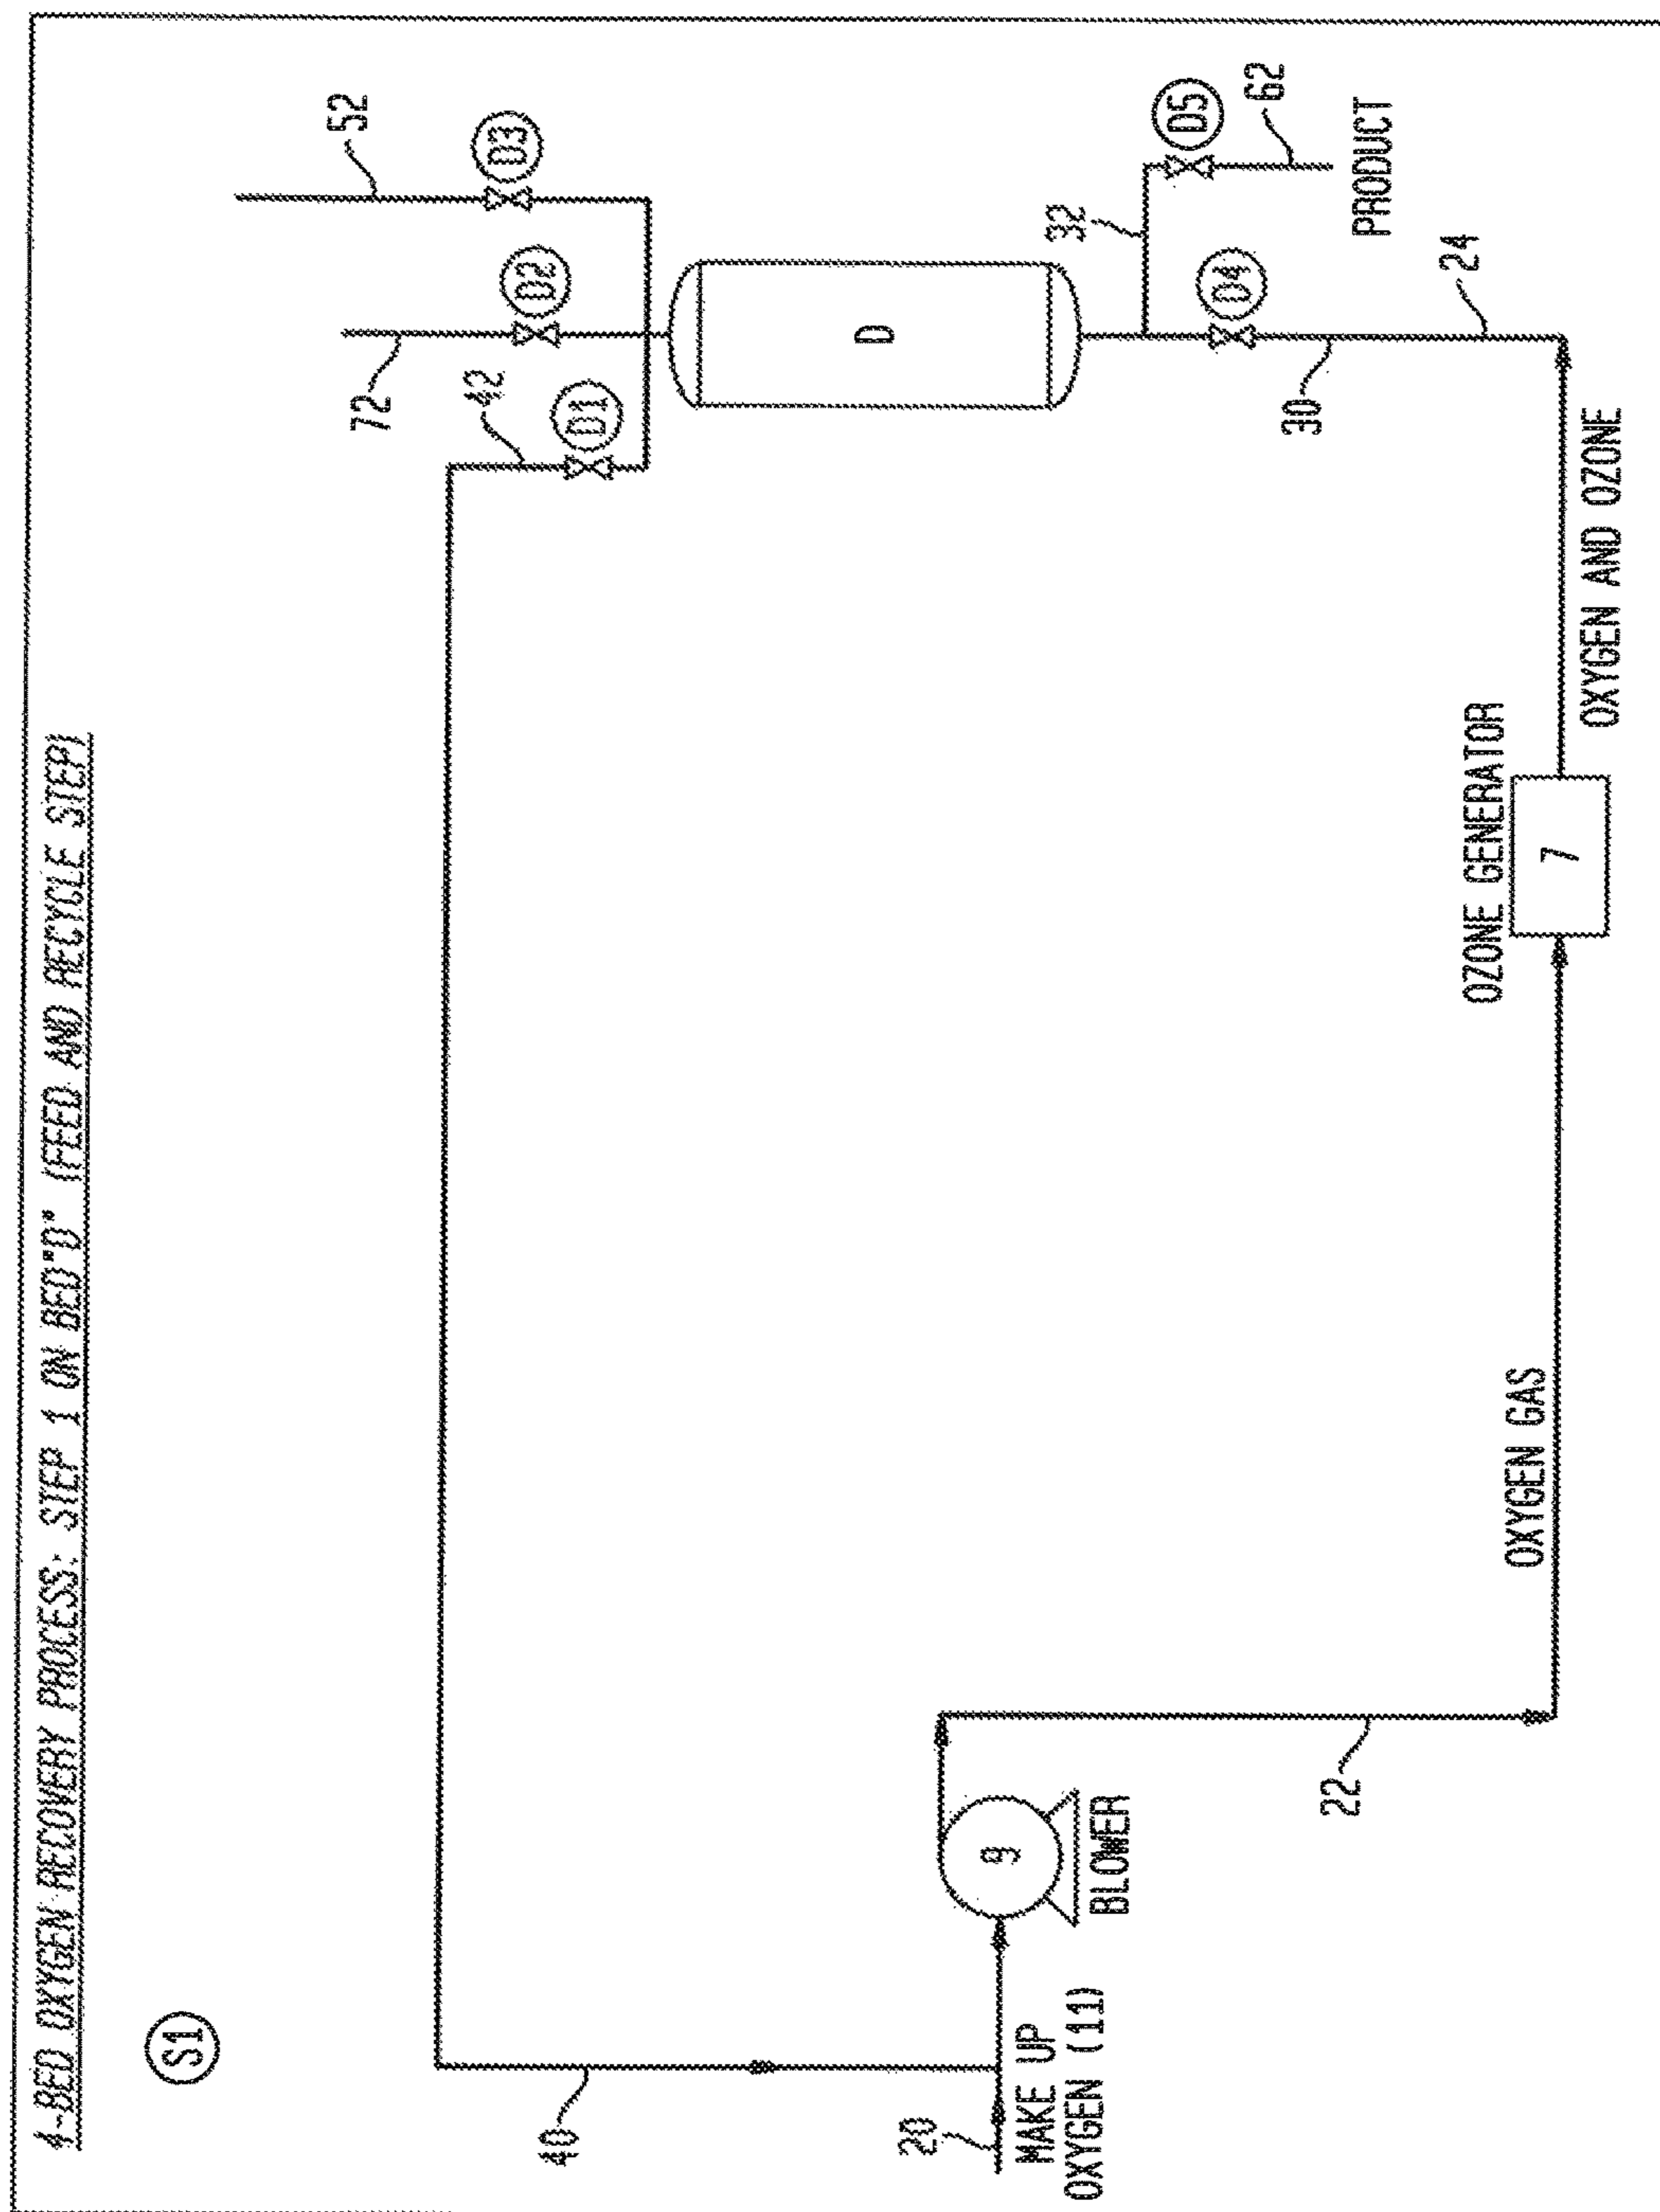 4-BED OXYGEN RECOVERY PROCESS: STEP 1 ON BED"D" (FEED AND RECYCLE STEP)
S1
52
D3
72
D2
42
D1
40
D
32
D5
62
D4
PRODUCT
30
24
20
MAKE UP
OXYGEN (11)
9
BLOWER
22
OXYGEN GAS
OZONE GENERATOR
7
OXYGEN AND OZONE